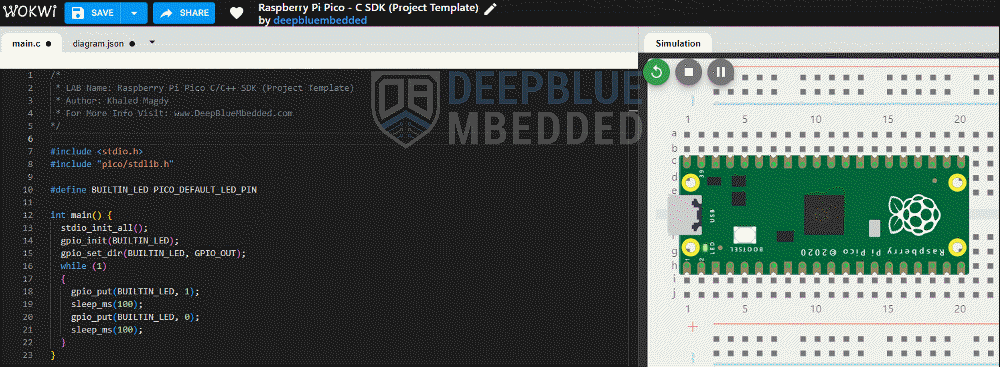 WOKWI SAVE SHARE Raspberry Pi Pico - C SDK (Project Template)
by deepbluembedded
main.c diagram.json Simulation
DEEPBLUE
MBEDDED
1 /*
2 * LAB Name: Raspberry Pi Pico C/C++ SDK (Project Template)
3 * Author: Khaled Magdy
4 * For More Info Visit: www.DeepBlueMbedded.com
5 */
6
7 #include <stdio.h>
8 #include "pico/stdlib.h"
9
10 #define BUILTIN_LED PICO_DEFAULT_LED_PIN
11
12 int main() {
13 stdio_init_all();
14 gpio_init(BUILTIN_LED);
15 gpio_set_dir(BUILTIN_LED, GPIO_OUT);
16 while (1)
17 {
18 gpio_put(BUILTIN_LED, 1);
19 sleep_ms(100);
20 gpio_put(BUILTIN_LED, 0);
21 sleep_ms(100);
22 }
23 }
1 5 10 15 20
a
b
c
d
e
USB
LED
BOOTSEL
Raspberry Pi Pico ©2020
f
g
h
i
j
1 5 10 15 20